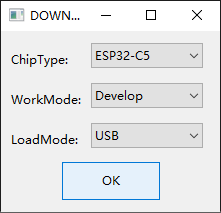 DOWN...
ChipType: ESP32-C5
WorkMode: Develop
LoadMode: USB
OK